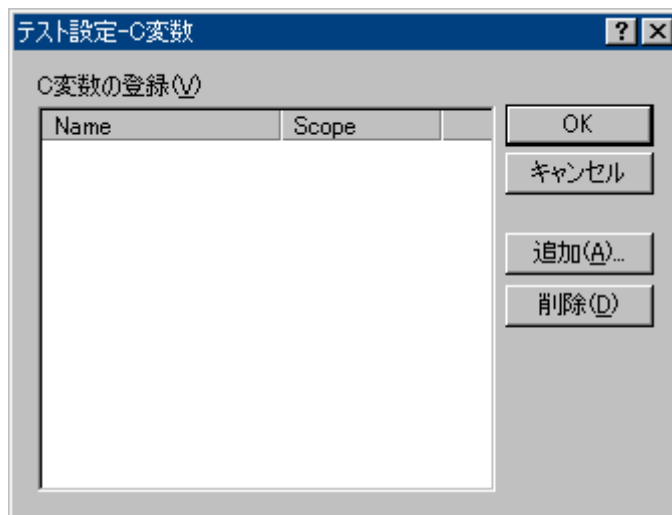 テスト設定-C変数
C変数の登録(V)
Name Scope
OK
キャンセル
追加(A)...
削除(D)